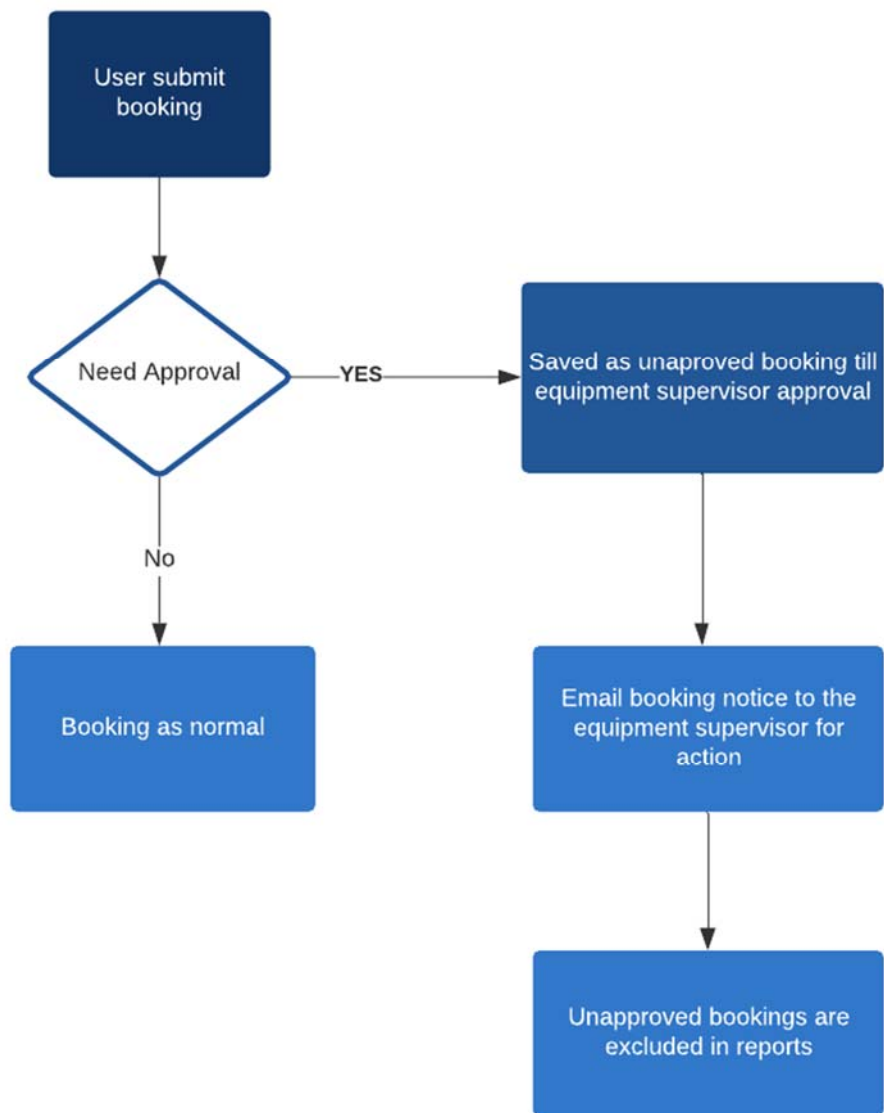 User submit
booking
Need Approval
YES
Saved as unaproved booking till
equipment supervisor approval
No
Booking as normal
Email booking notice to the
equipment supervisor for
action
Unapproved bookings are
excluded in reports